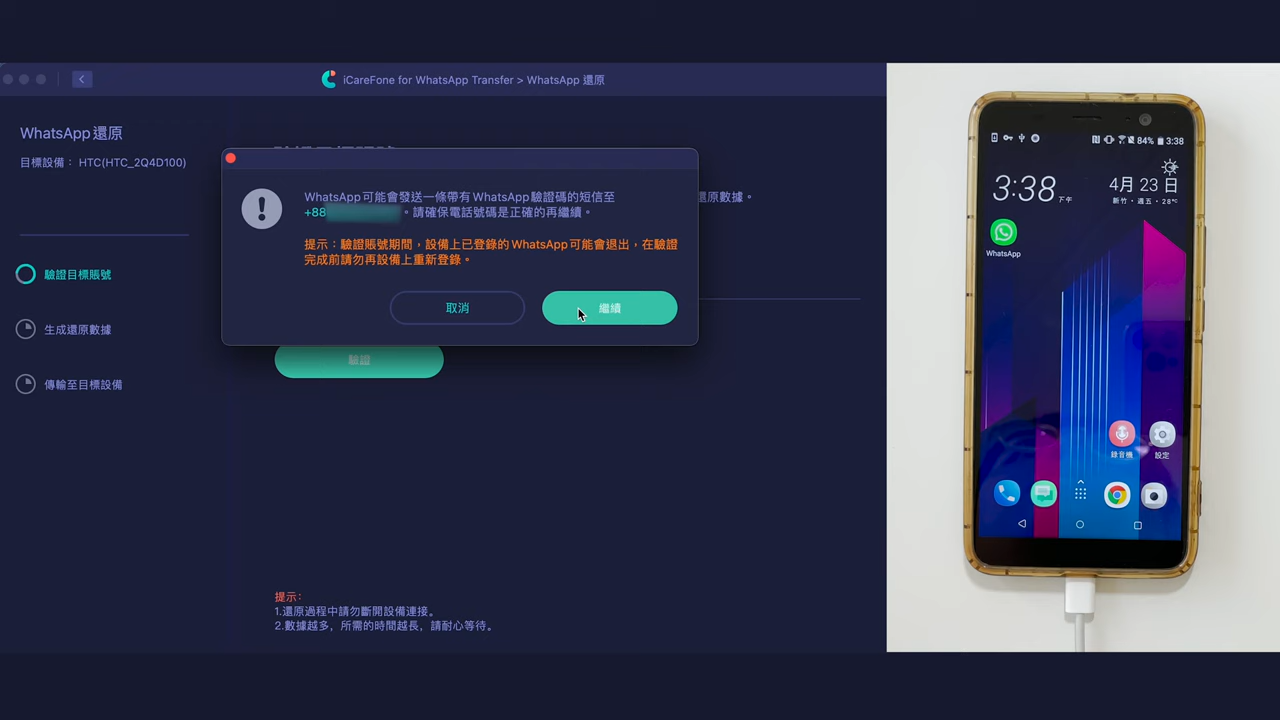 iCareFone for WhatsApp Transfer > WhatsApp 還原
WhatsApp還原
目標設備： HTC(HTC_2Q4D100)
驗證目標賬號
生成還原數據
傳輸至目標設備
還原數據。
WhatsApp可能會發送一條帶有WhatsApp驗證碼的短信至
+88 。請確保電話號碼是正確的再繼續。
提示：驗證賬號期間，設備上已登錄的WhatsApp可能會退出，在驗證
完成前請勿再設備上重新登錄。
取消
繼續
驗證
提示:
1.還原過程中請勿斷開設備連接。
2.數據越多，所需的時間越長，請耐心等待。
84% 3:38
3:38 下午
4月 23 日
新竹・週五・28°C
WhatsApp
錄音機
設定